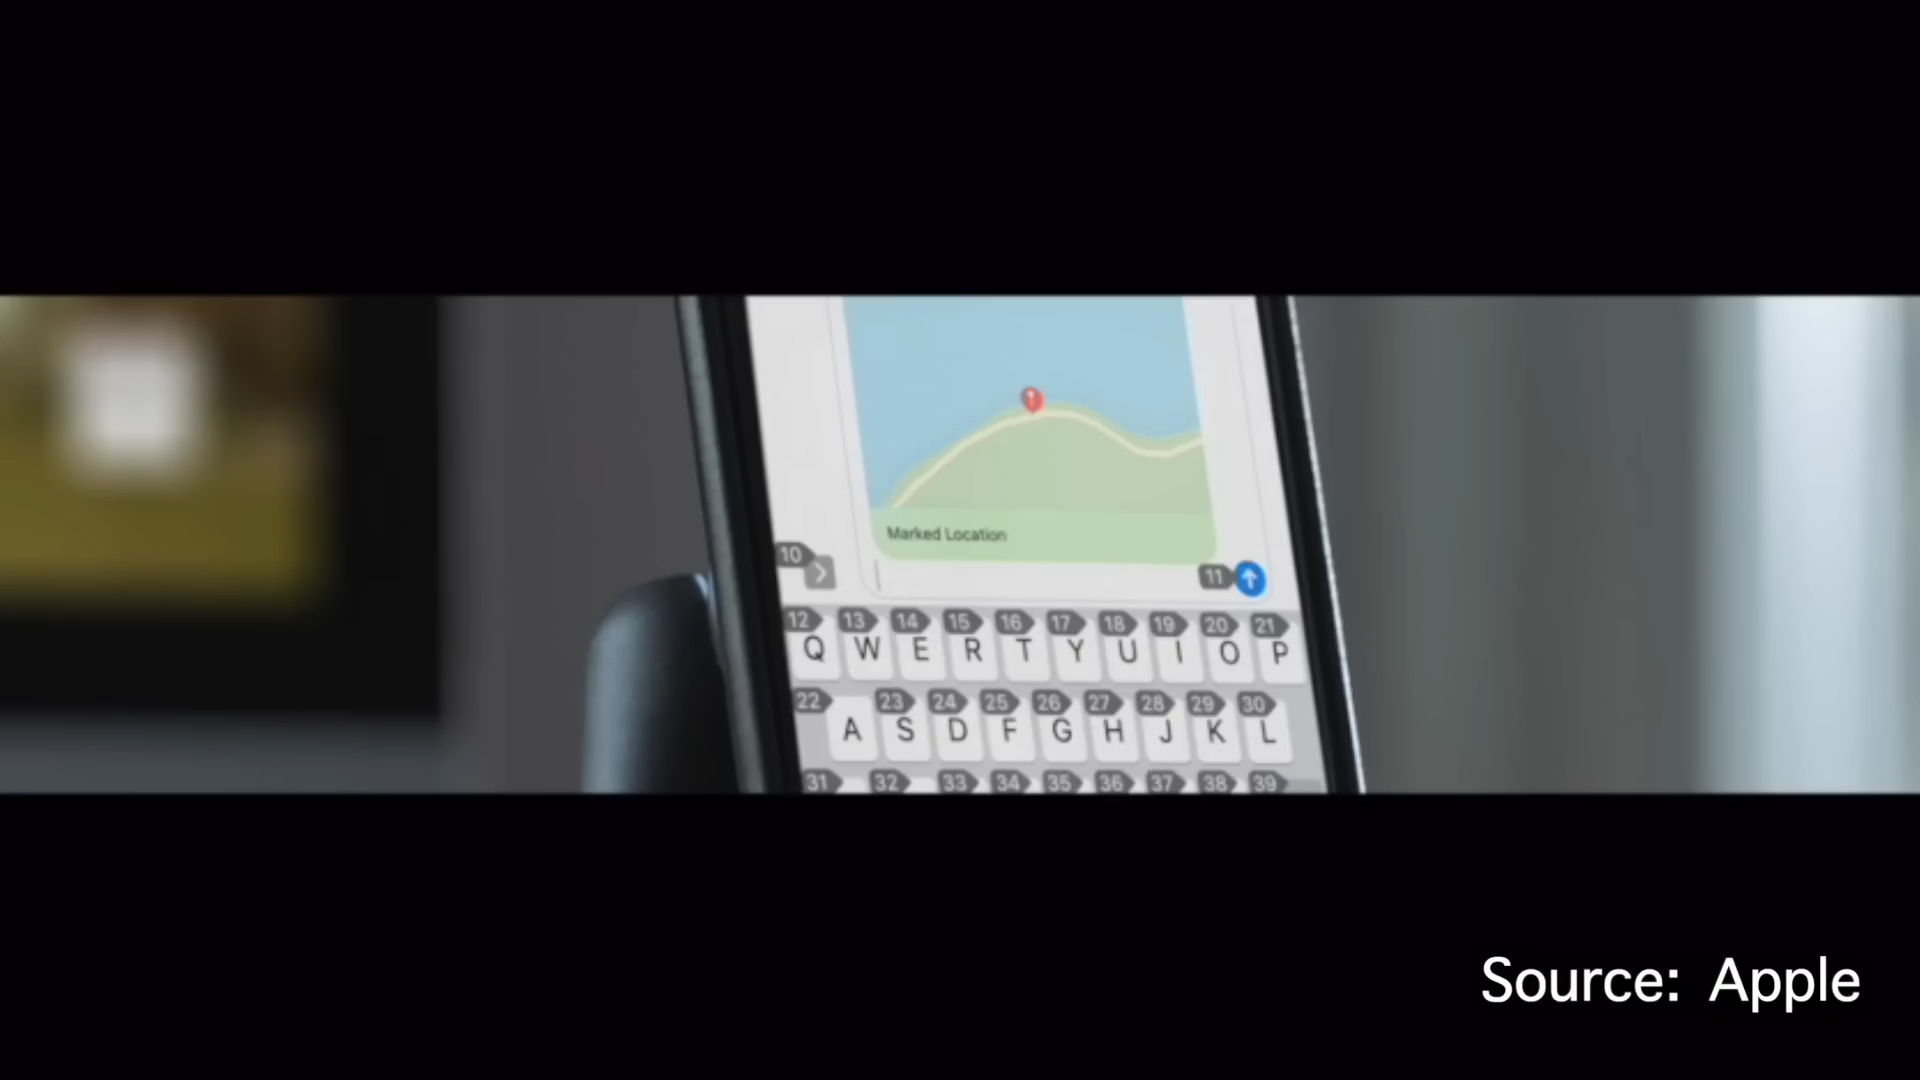 Marked Location
10
11
12 13 14 15 16 17 18 19 20 21
Q W E R T Y U I O P
22 23 24 25 26 27 28 29 30
A S D F G H J K L
31 32 33 34 35 36 37 38 39
Source: Apple